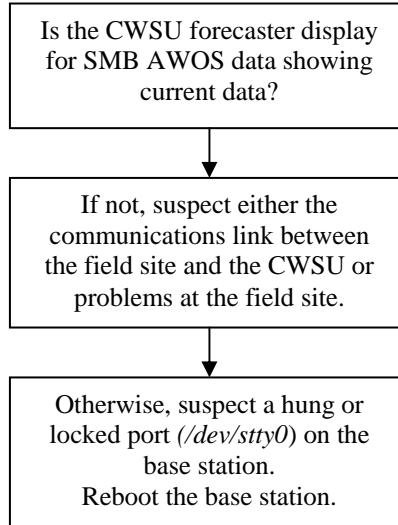 Is the CWSU forecaster display
for SMB AWOS data showing
current data?
If not, suspect either the
communications link between
the field site and the CWSU or
problems at the field site.
Otherwise, suspect a hung or
locked port (/dev/stty0) on the
base station.
Reboot the base station.